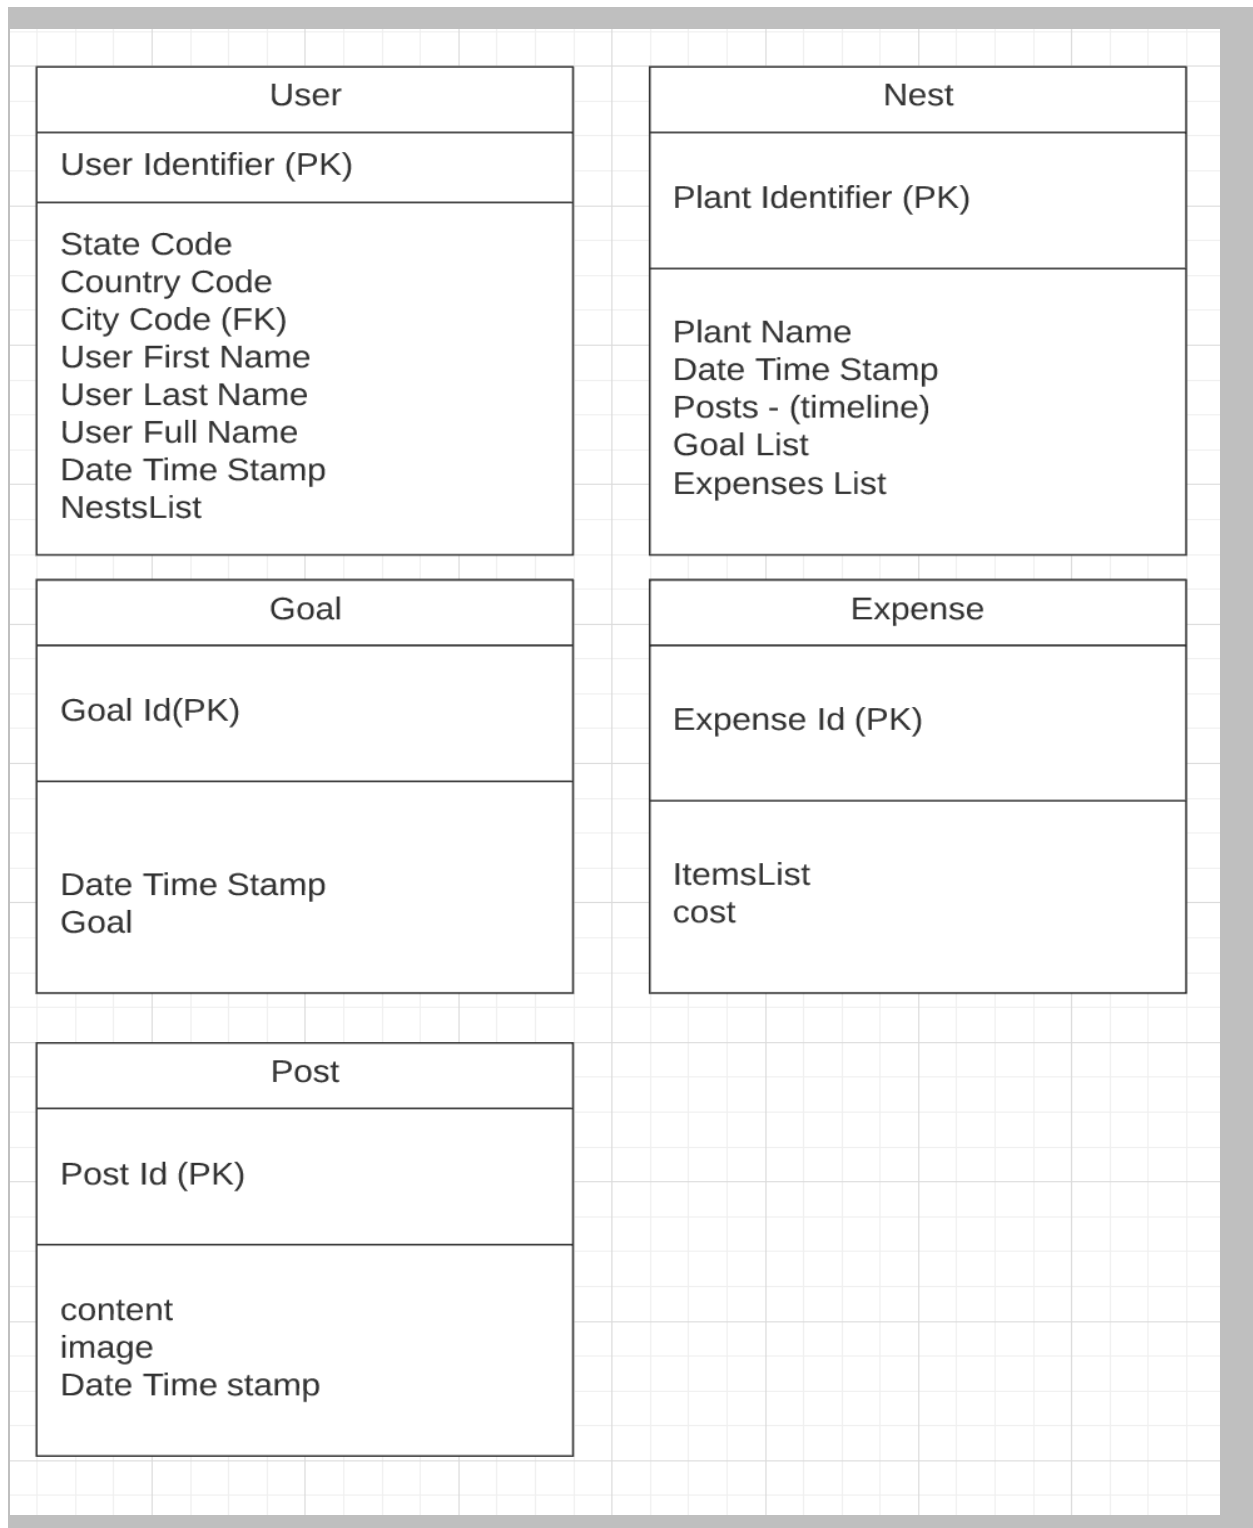 User
User Identifier (PK)
State Code
Country Code
City Code (FK)
User First Name
User Last Name
User Full Name
Date Time Stamp
NestsList
Nest
Plant Identifier (PK)
Plant Name
Date Time Stamp
Posts - (timeline)
Goal List
Expenses List
Goal
Goal Id(PK)
Date Time Stamp
Goal
Expense
Expense Id (PK)
ItemsList
cost
Post
Post Id (PK)
content
image
Date Time stamp